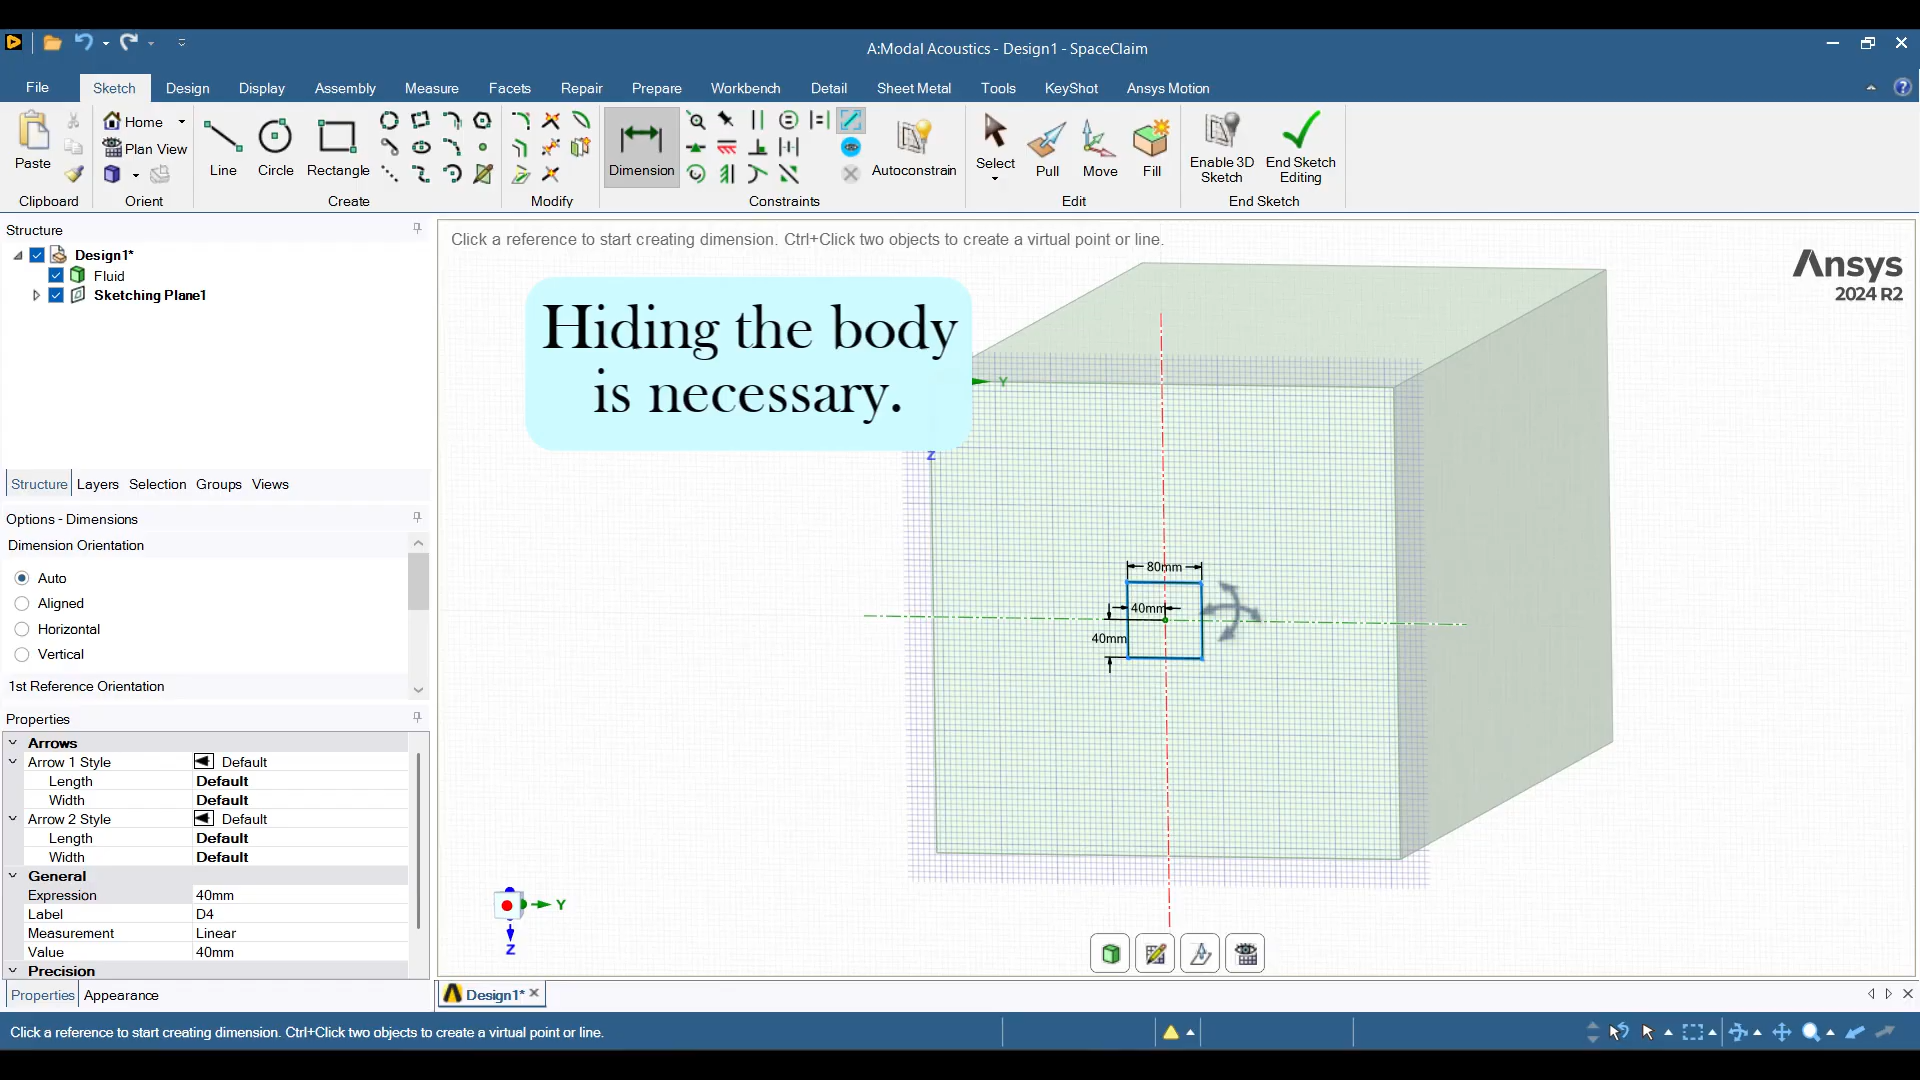 A:Modal Acoustics - Design1 - SpaceClaim
File Sketch Design Display Assembly Measure Facets Repair Prepare Workbench Detail Sheet Metal Tools KeyShot Ansys Motion
Paste
Home
Plan View
Line Circle Rectangle
Dimension
Autoconstrain
Select Pull Move Fill
Enable 3D
Sketch
End Sketch
Editing
Clipboard Orient Create Modify Constraints Edit End Sketch
Structure
Design1*
Fluid
Sketching Plane1
Structure Layers Selection Groups Views
Options - Dimensions
Dimension Orientation
Auto
Aligned
Horizontal
Vertical
1st Reference Orientation
Properties
Arrows
Arrow 1 Style Default
Length Default
Width Default
Arrow 2 Style Default
Length Default
Width Default
General
Expression 40mm
Label D4
Measurement Linear
Value 40mm
Precision
Properties Appearance
Click a reference to start creating dimension. Ctrl+Click two objects to create a virtual point or line.
Hiding the body
is necessary.
Ansys
2024 R2
Y
Z
80mm
40mm
40mm
Y
Z
Design1*
Click a reference to start creating dimension. Ctrl+Click two objects to create a virtual point or line.